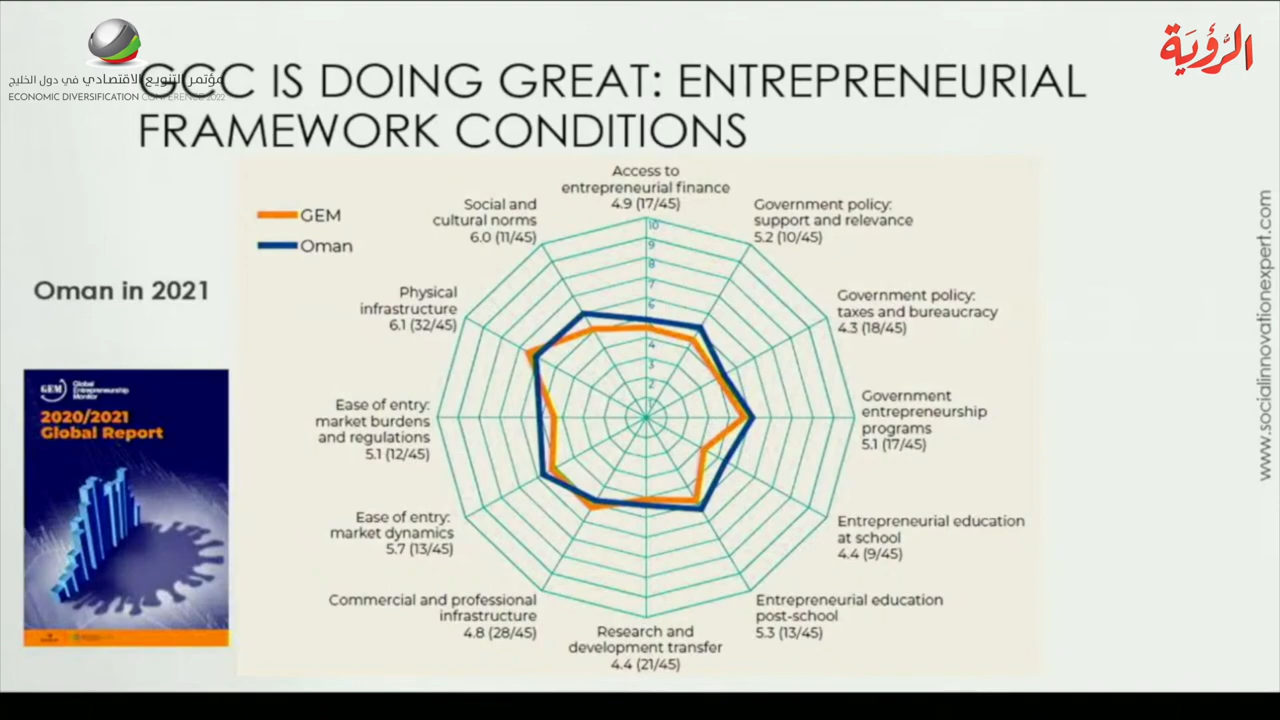 مؤتمر التنويع الاقتصادي في دول الخليج
ECONOMIC DIVERSIFICATION CONFERENCE 2022
الرؤية
GCC IS DOING GREAT: ENTREPRENEURIAL
FRAMEWORK CONDITIONS
GEM
Oman
Oman in 2021
GEM
Global
Entrepreneurship
Monitor
2020/2021
Global Report
Access to
entrepreneurial finance
4.9 (17/45)
Government policy:
support and relevance
5.2 (10/45)
Government policy:
taxes and bureaucracy
4.3 (18/45)
Government
entrepreneurship
programs
5.1 (17/45)
Entrepreneurial education
at school
4.4 (9/45)
Entrepreneurial education
post-school
5.3 (13/45)
Research and
development transfer
4.4 (21/45)
Commercial and professional
infrastructure
4.8 (28/45)
Ease of entry:
market dynamics
5.7 (13/45)
Ease of entry:
market burdens
and regulations
5.1 (12/45)
Physical
infrastructure
6.1 (32/45)
Social and
cultural norms
6.0 (11/45)
10
9
8
7
6
4
3
2
1
www.socialinnovationexpert.com